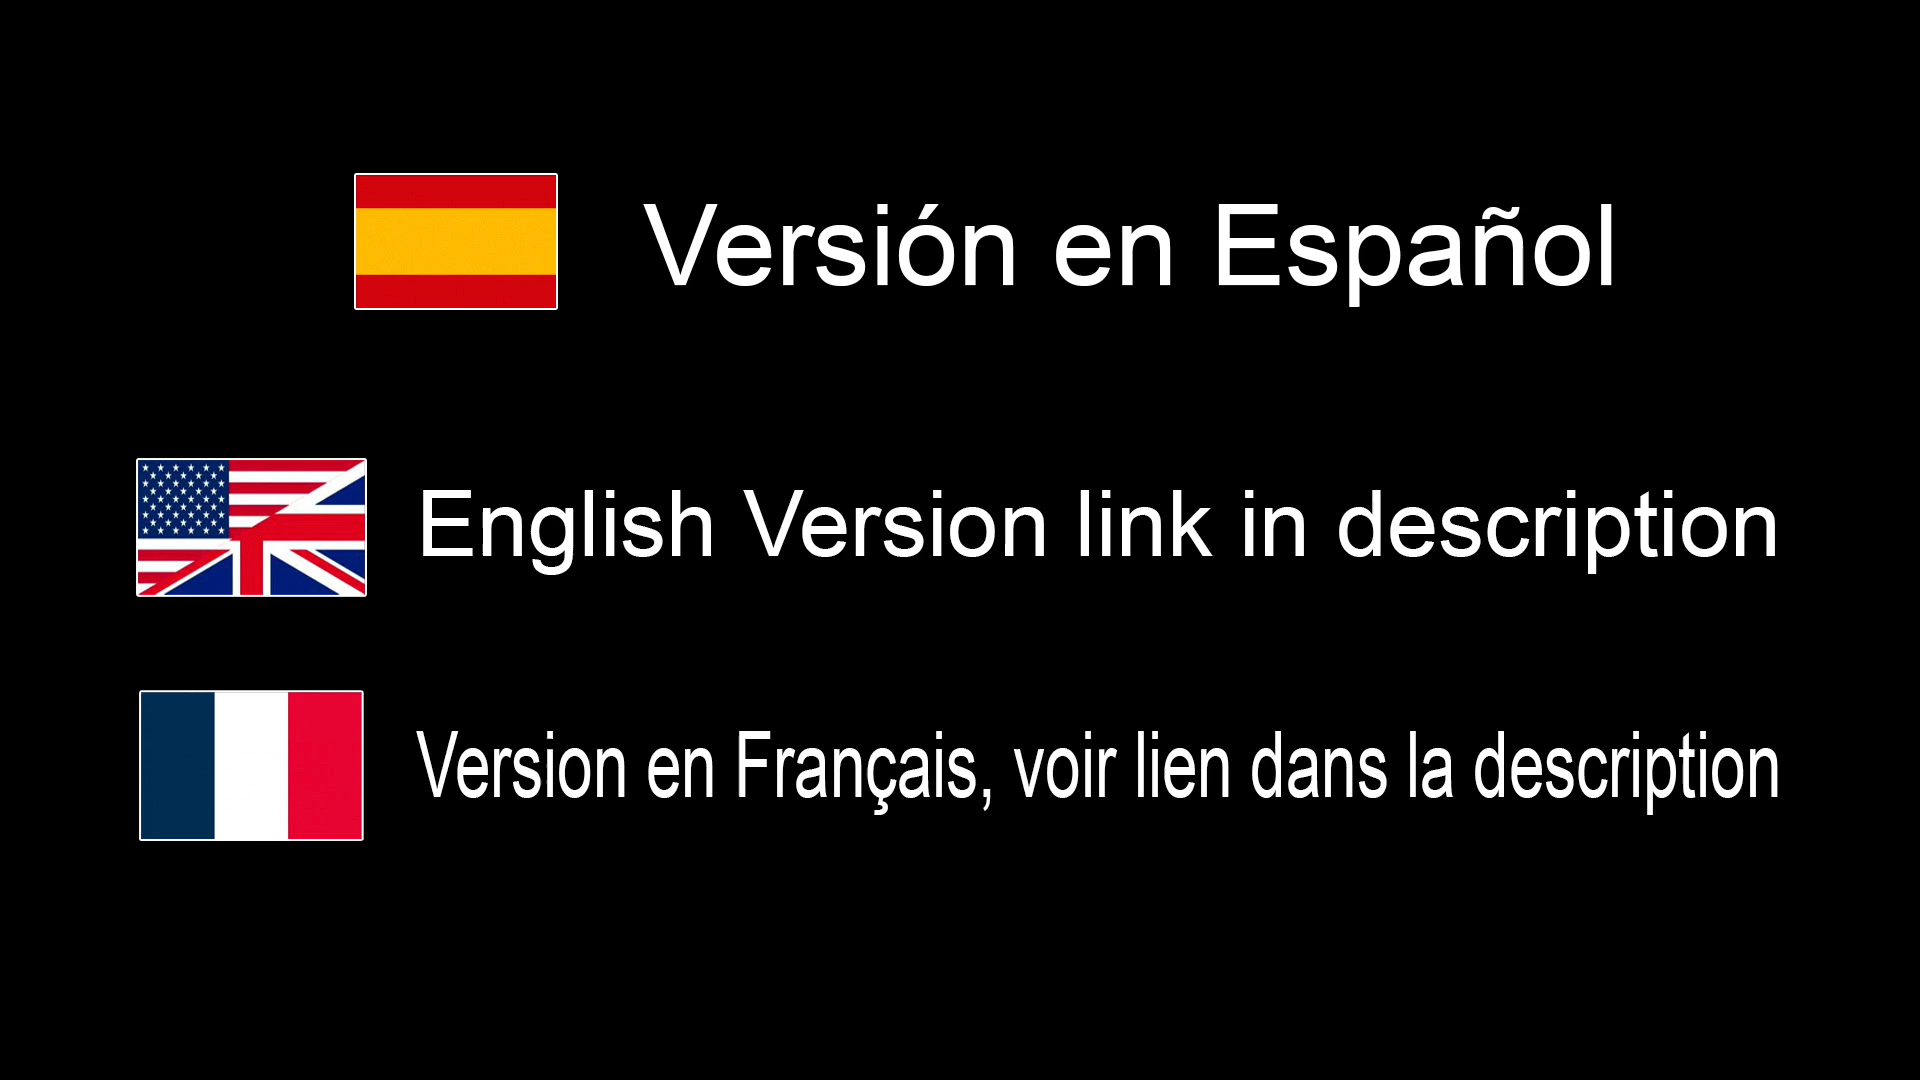 Versión en Español
English Version link in description
Version en Français, voir lien dans la description